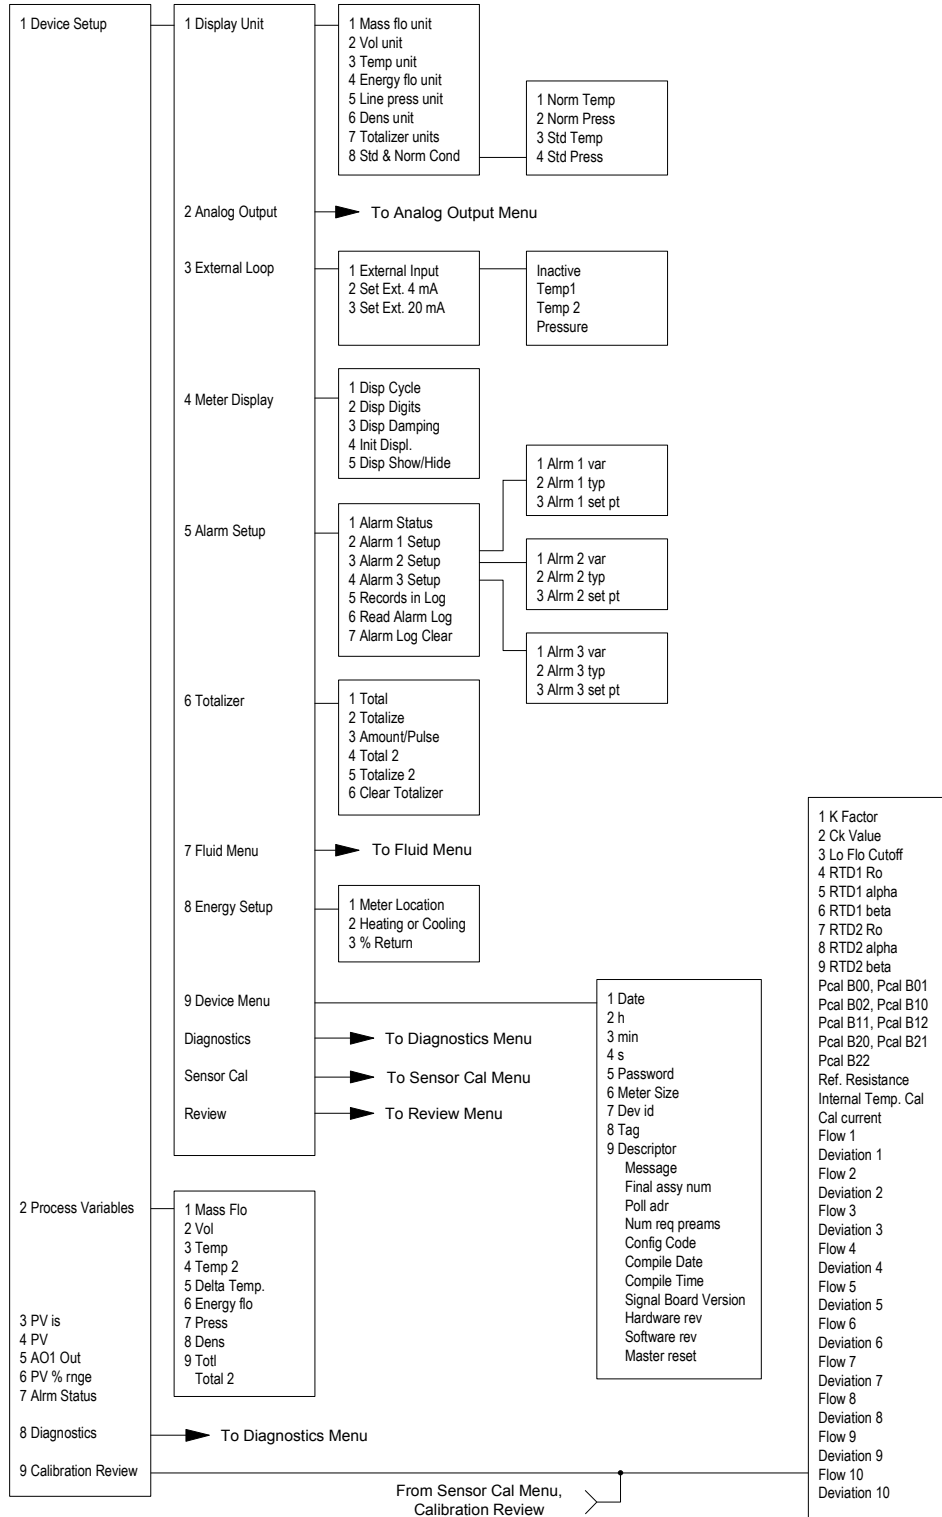 1 Device Setup
1 Display Unit
1 Mass flo unit
2 Vol unit
3 Temp unit
4 Energy flo unit
5 Line press unit
6 Dens unit
7 Totalizer units
8 Std & Norm Cond
1 Norm Temp
2 Norm Press
3 Std Temp
4 Std Press
2 Analog Output
To Analog Output Menu
3 External Loop
1 External Input
2 Set Ext. 4 mA
3 Set Ext. 20 mA
Inactive
Temp1
Temp 2
Pressure
4 Meter Display
1 Disp Cycle
2 Disp Digits
3 Disp Damping
4 Init Displ.
5 Disp Show/Hide
5 Alarm Setup
1 Alarm Status
2 Alarm 1 Setup
3 Alarm 2 Setup
4 Alarm 3 Setup
5 Records in Log
6 Read Alarm Log
7 Alarm Log Clear
1 Alrm 1 var
2 Alrm 1 typ
3 Alrm 1 set pt
1 Alrm 2 var
2 Alrm 2 typ
3 Alrm 2 set pt
1 Alrm 3 var
2 Alrm 3 typ
3 Alrm 3 set pt
6 Totalizer
1 Total
2 Totalize
3 Amount/Pulse
4 Total 2
5 Totalize 2
6 Clear Totalizer
7 Fluid Menu
To Fluid Menu
8 Energy Setup
1 Meter Location
2 Heating or Cooling
3 % Return
9 Device Menu
1 Date
2 h
3 min
4 s
5 Password
6 Meter Size
7 Dev id
8 Tag
9 Descriptor
Message
Final assy num
Poll adr
Num req preams
Config Code
Compile Date
Compile Time
Signal Board Version
Hardware rev
Software rev
Master reset
Diagnostics
To Diagnostics Menu
Sensor Cal
To Sensor Cal Menu
Review
To Review Menu
2 Process Variables
1 Mass Flo
2 Vol
3 Temp
4 Temp 2
5 Delta Temp.
6 Energy flo
7 Press
8 Dens
9 Totl
Total 2
3 PV is
4 PV
5 AO1 Out
6 PV % rnge
7 Alrm Status
8 Diagnostics
To Diagnostics Menu
9 Calibration Review
From Sensor Cal Menu,
Calibration Review
1 K Factor
2 Ck Value
3 Lo Flo Cutoff
4 RTD1 Ro
5 RTD1 alpha
6 RTD1 beta
7 RTD2 Ro
8 RTD2 alpha
9 RTD2 beta
Pcal B00, Pcal B01
Pcal B02, Pcal B10
Pcal B11, Pcal B12
Pcal B20, Pcal B21
Pcal B22
Ref. Resistance
Internal Temp. Cal
Cal current
Flow 1
Deviation 1
Flow 2
Deviation 2
Flow 3
Deviation 3
Flow 4
Deviation 4
Flow 5
Deviation 5
Flow 6
Deviation 6
Flow 7
Deviation 7
Flow 8
Deviation 8
Flow 9
Deviation 9
Flow 10
Deviation 10